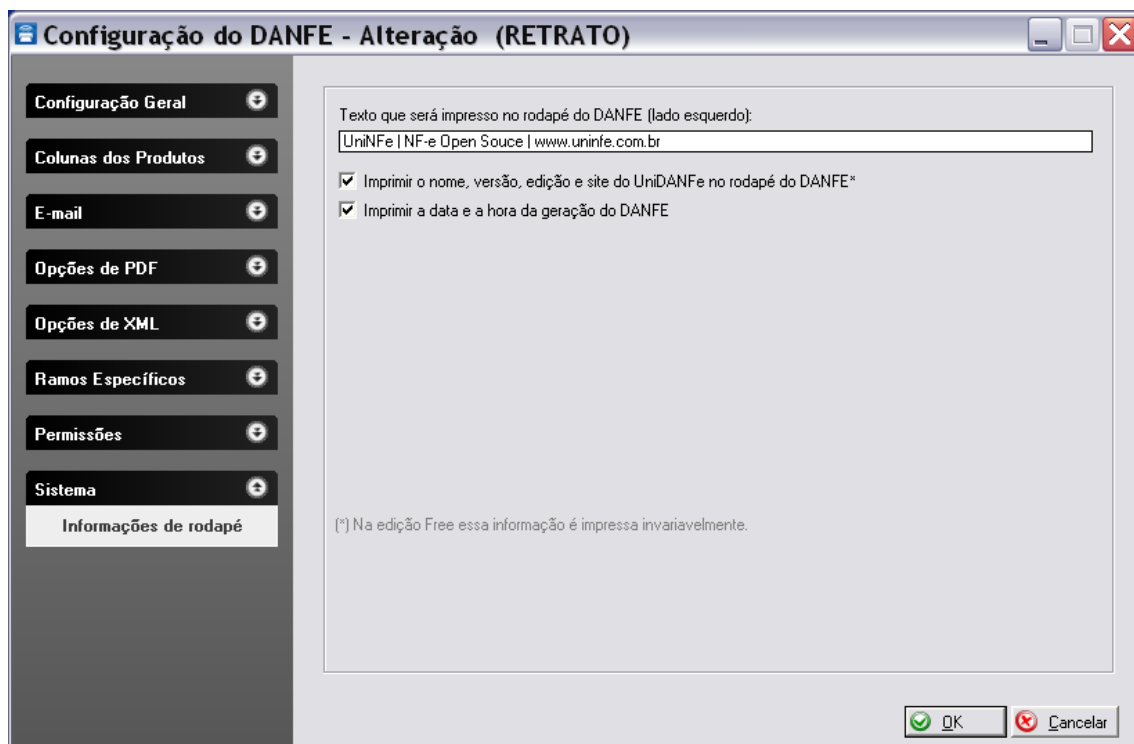 Configuração do DANFE - Alteração (RETRATO)
Configuração Geral
Colunas dos Produtos
E-mail
Opções de PDF
Opções de XML
Ramos Específicos
Permissões
Sistema
Informações de rodapé
Texto que será impresso no rodapé do DANFE (lado esquerdo):
UniNFe | NF-e Open Souce | www.uninfe.com.br
Imprimir o nome, versão, edição e site do UniDANFe no rodapé do DANFE*
Imprimir a data e a hora da geração do DANFE
(*) Na edição Free essa informação é impressa invariavelmente.
OK
Cancelar